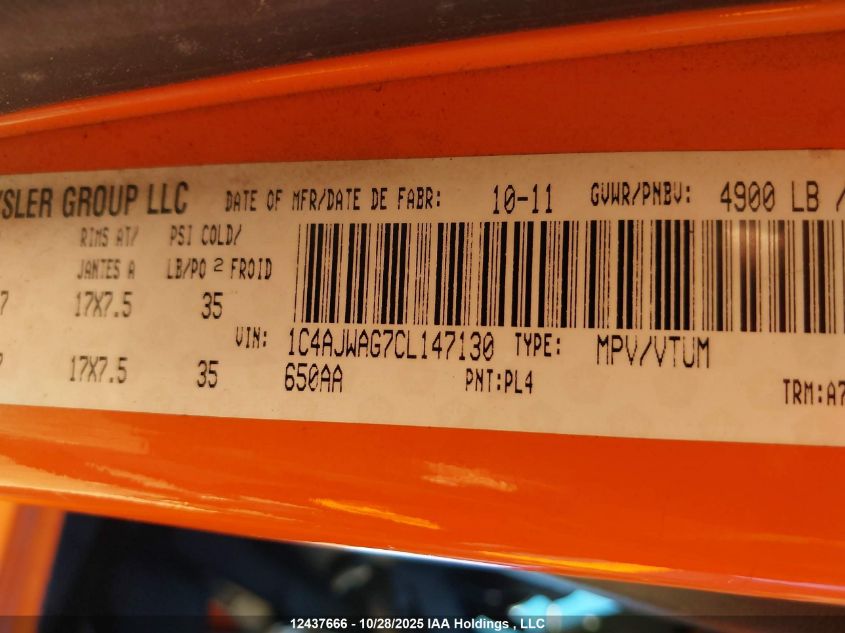 SLER GROUP LLC DATE OF MFR/DATE DE FABR: 10-11 GVWR/PNBV: 4900 LB /
RIMS AT/ PSI COLD/
JANTES A LB/PO 2 FROID
7 17X7.5 35
VIN: 1C4AJWAG7CL147130 TYPE: MPV/VTUM
17X7.5 35 650AA PNT:PL4 TRM:A7
12437666 - 10/28/2025 IAA Holdings , LLC